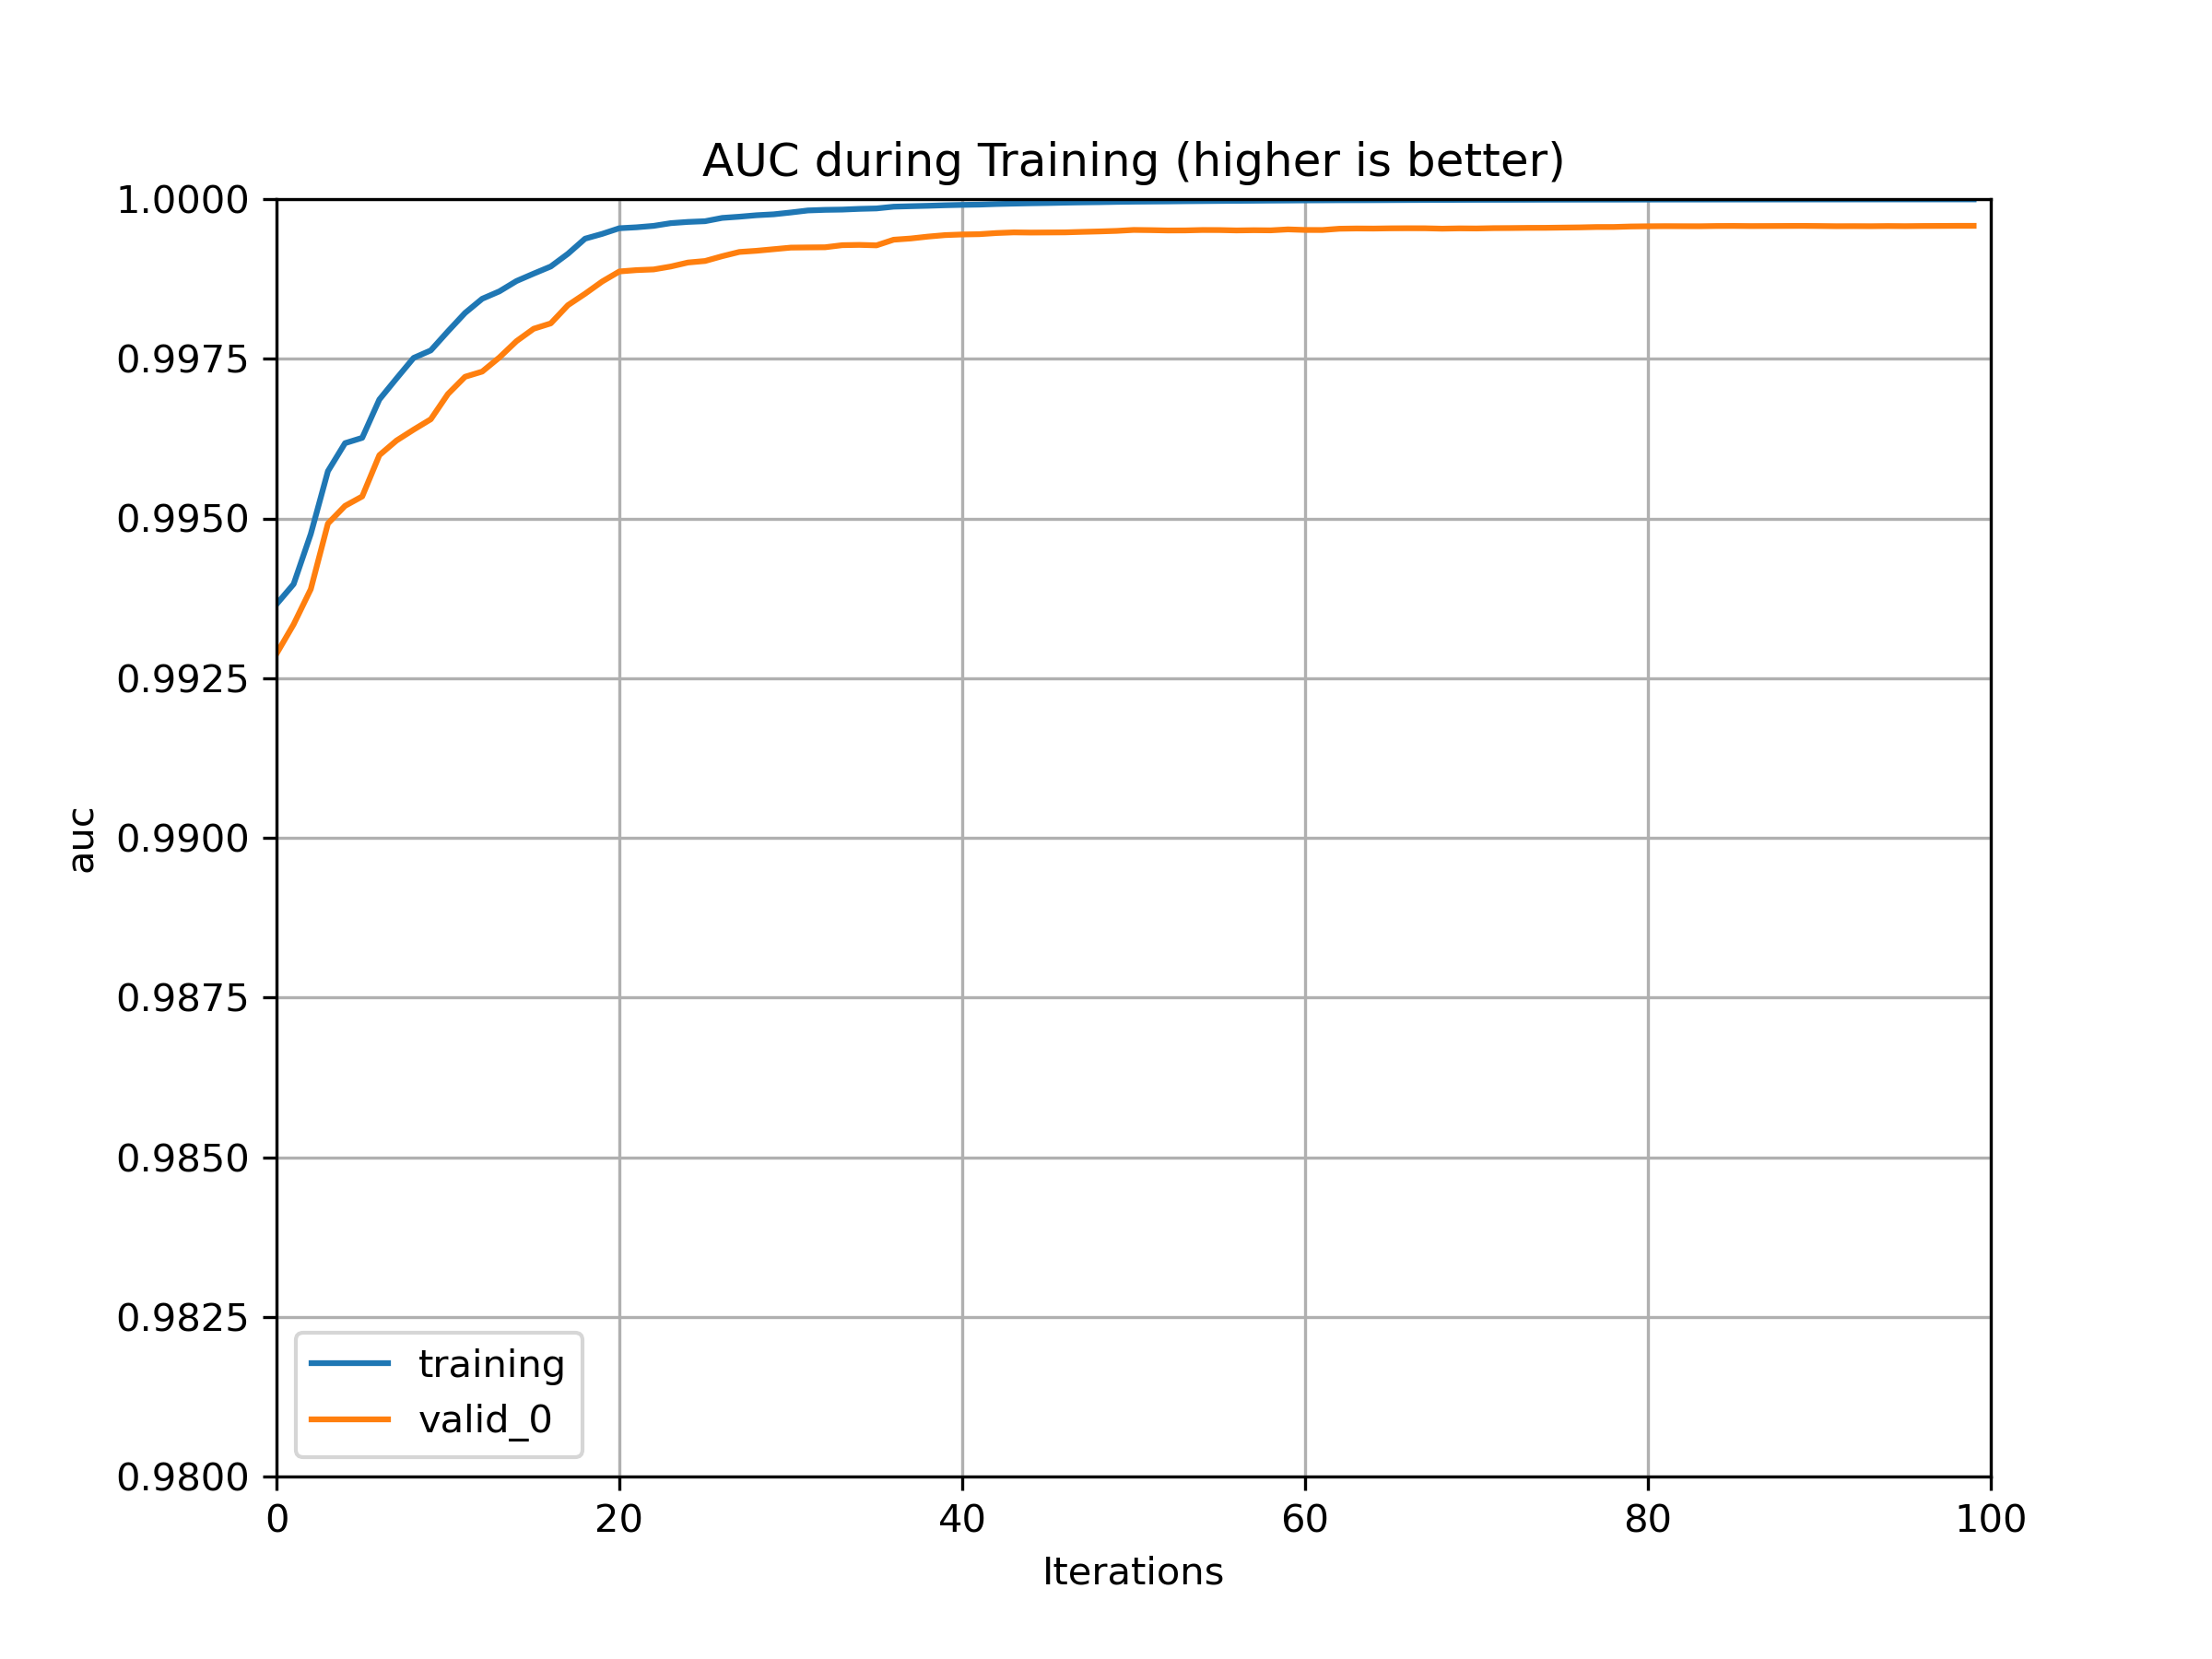 AUC during Training (higher is better)
1.0000
0.9975
0.9950
0.9925
0.9900
0.9875
0.9850
0.9825
0.9800
auc
training
valid_0
0 20 40 60 80 100
Iterations